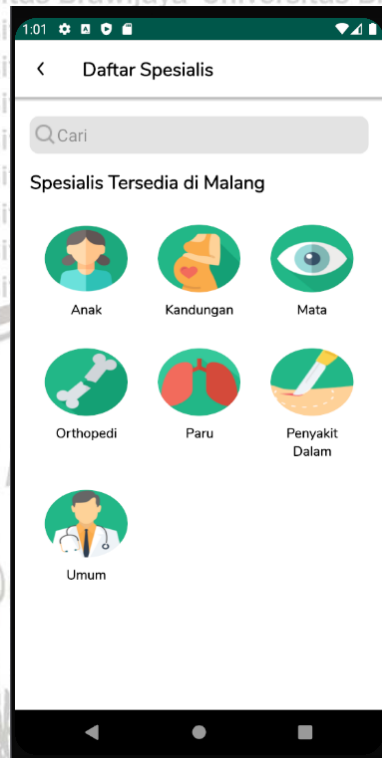 1:01
Daftar Spesialis
Cari
Spesialis Tersedia di Malang
Anak
Kandungan
Mata
Orthopedi
Paru
Penyakit
Dalam
Umum